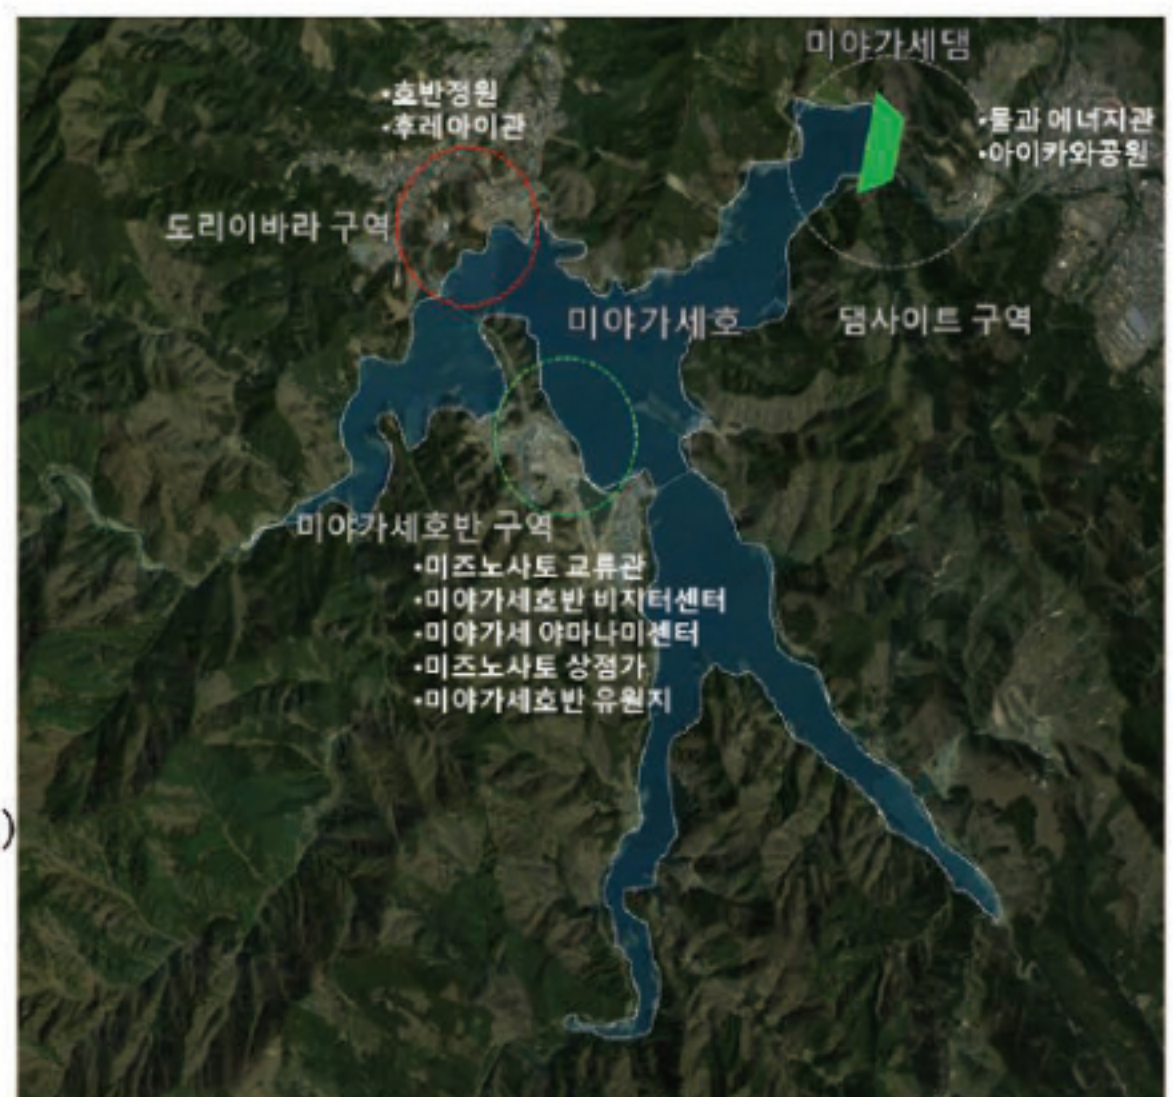 미야가세댐
•호반정원
•후레아이관
•물과 에너지관
•아이카와공원
도리이바라 구역
미야가세호
댐사이트 구역
미야가세호반 구역
•미즈노사토 교류관
•미야가세호반 비지터센터
•미야가세 야마나미센터
•미즈노사토 상점가
•미야가세호반 유원지
)